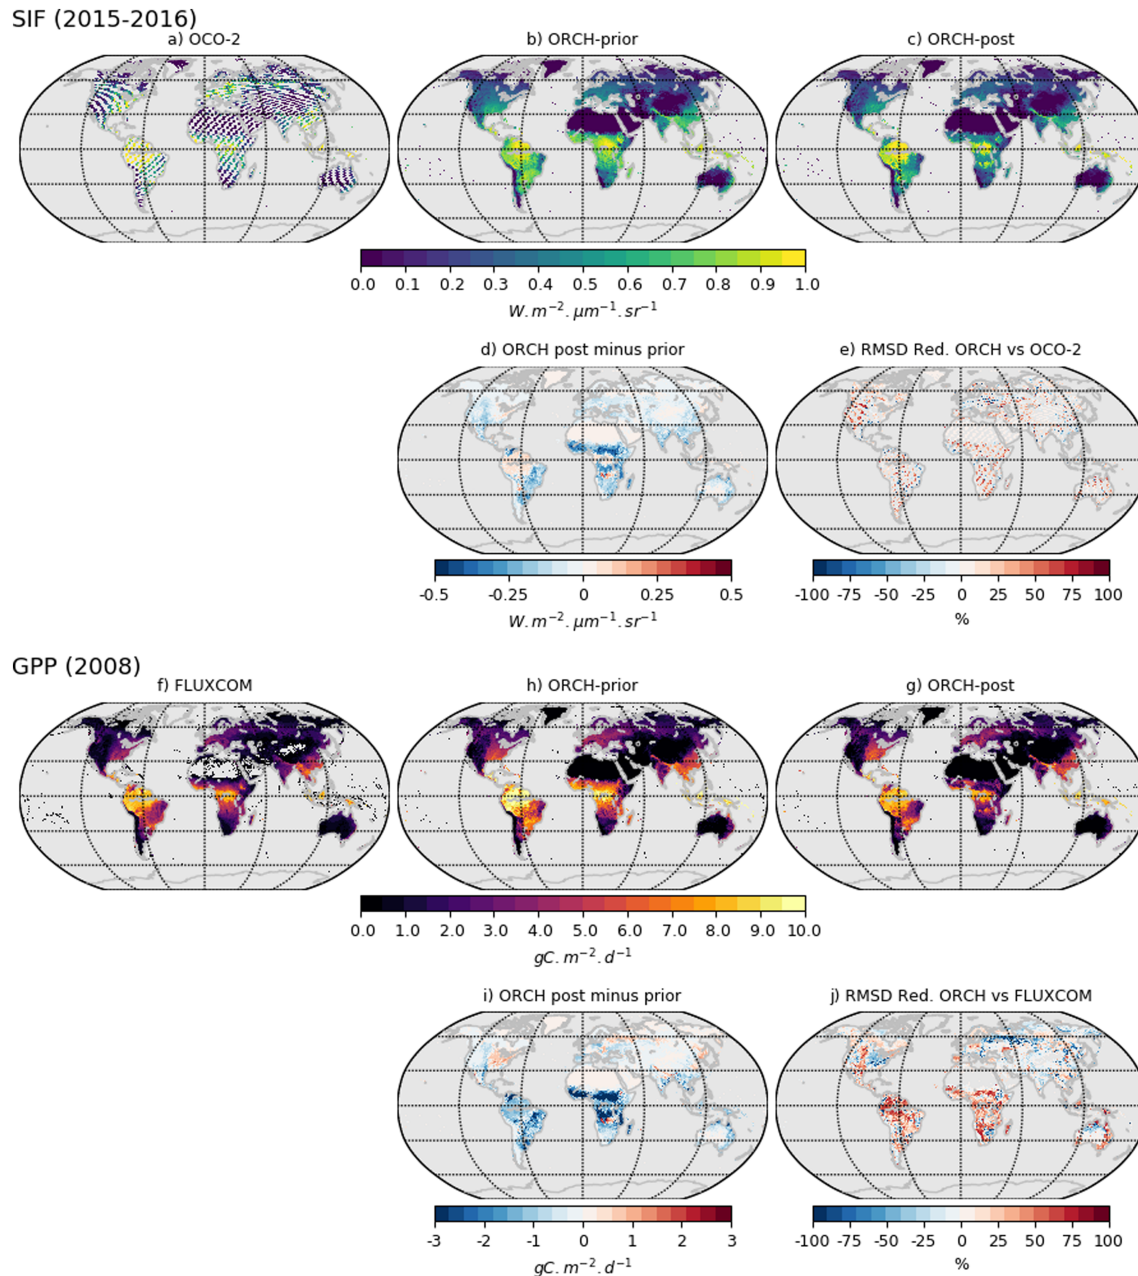 SIF (2015-2016)
a) OCO-2
b) ORCH-prior
c) ORCH-post
0.0 0.1 0.2 0.3 0.4 0.5 0.6 0.7 0.8 0.9 1.0
W.m⁻².μm⁻¹.sr⁻¹
d) ORCH post minus prior
e) RMSD Red. ORCH vs OCO-2
-0.5 -0.25 0 0.25 0.5
W.m⁻².μm⁻¹.sr⁻¹
-100 -75 -50 -25 0 25 50 75 100
%
GPP (2008)
f) FLUXCOM
h) ORCH-prior
g) ORCH-post
0.0 1.0 2.0 3.0 4.0 5.0 6.0 7.0 8.0 9.0 10.0
gC.m⁻².d⁻¹
i) ORCH post minus prior
j) RMSD Red. ORCH vs FLUXCOM
-3 -2 -1 0 1 2 3
gC.m⁻².d⁻¹
-100 -75 -50 -25 0 25 50 75 100
%